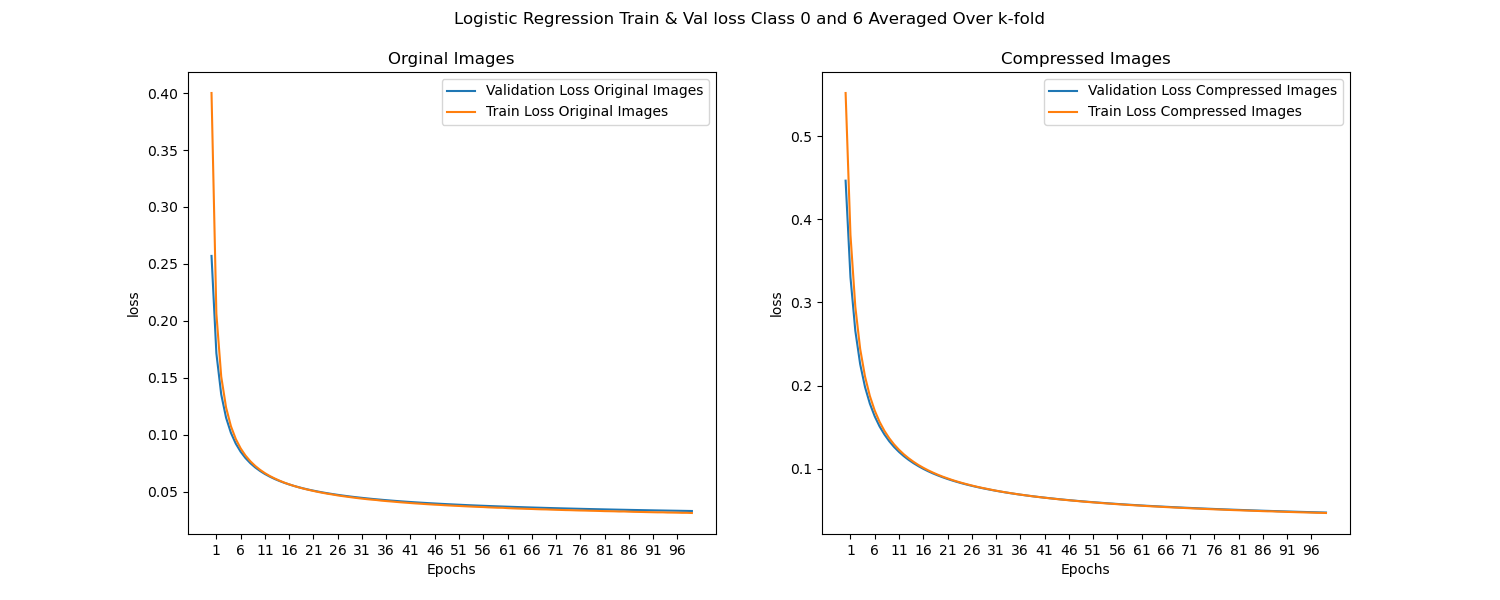 Logistic Regression Train & Val loss Class 0 and 6 Averaged Over k-fold
Orginal Images
Validation Loss Original Images
Train Loss Original Images
0.40
0.35
0.30
0.25
0.20
0.15
0.10
0.05
loss
1 6 11 16 21 26 31 36 41 46 51 56 61 66 71 76 81 86 91 96
Epochs
Compressed Images
Validation Loss Compressed Images
Train Loss Compressed Images
0.5
0.4
0.3
0.2
0.1
loss
1 6 11 16 21 26 31 36 41 46 51 56 61 66 71 76 81 86 91 96
Epochs